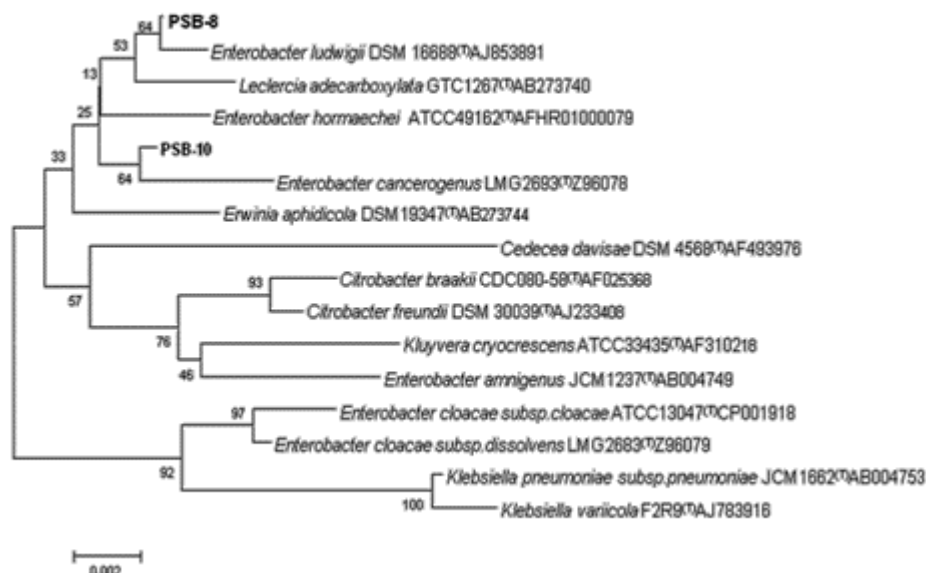 64
PSB-8
53
Enterobacter ludwigii DSM 16688(T)AJ853891
13
Leclercia adecarboxylata GTC1267(T)AB273740
25
Enterobacter hormaechei ATCC49162(T)AFHR01000079
33
PSB-10
64
Enterobacter cancerogenus LMG2693(T)Z96078
Erwinia aphidicola DSM19347(T)AB273744
Cedecea davisae DSM 4568(T)AF493976
93
Citrobacter braakii CDC080-58(T)AF025368
57
Citrobacter freundii DSM 30039(T)AJ233408
76
Kluyvera cryocrescens ATCC33435(T)AF310218
46
Enterobacter amnigenus JCM1237(T)AB004749
97
Enterobacter cloacae subsp.cloacae ATCC13047(T)CP001918
Enterobacter cloacae subsp.dissolvens LMG2683(T)Z96079
92
Klebsiella pneumoniae subsp.pneumoniae JCM1662(T)AB004753
100
Klebsiella variicola F2R9(T)AJ783916
0.002